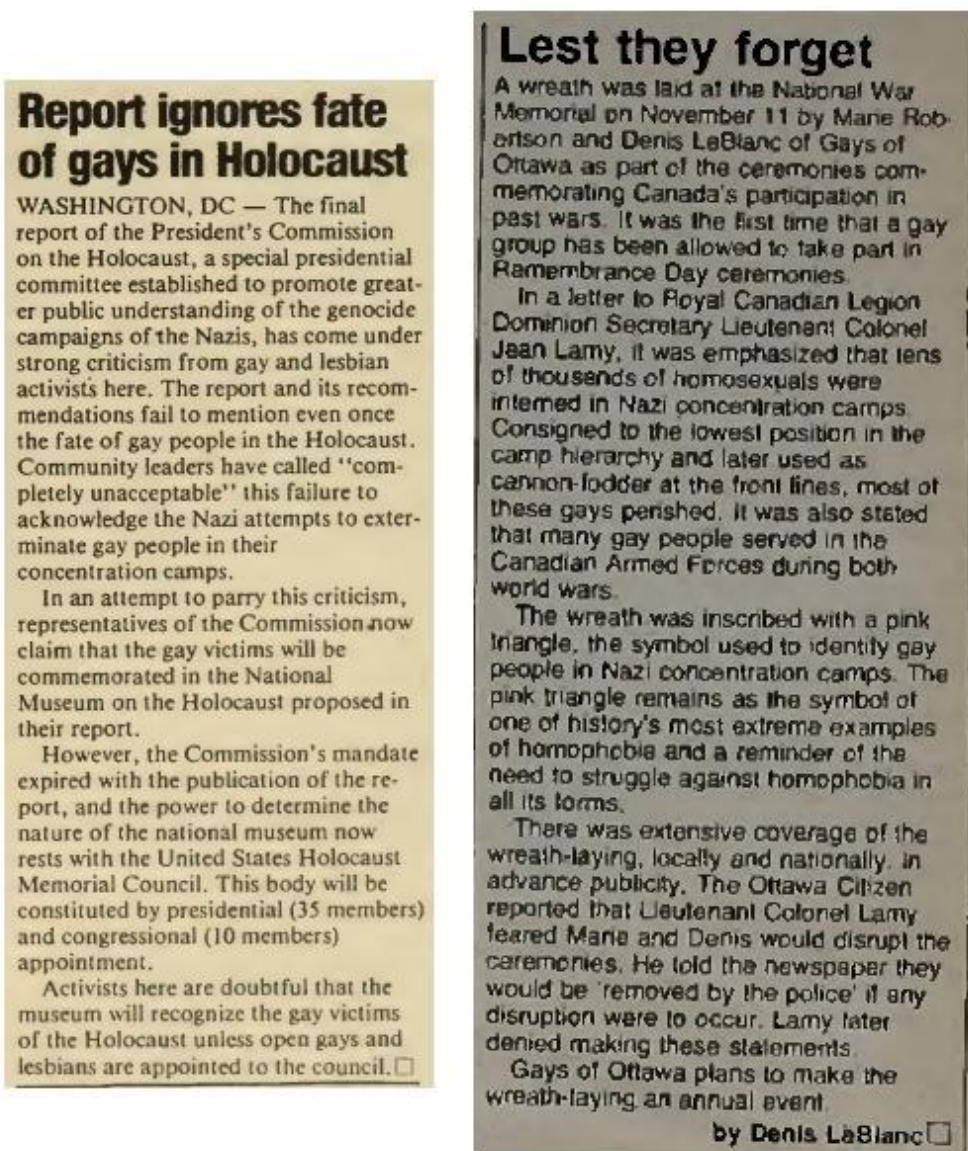 Report ignores fate
of gays in Holocaust
WASHINGTON, DC — The final
report of the President's Commission
on the Holocaust, a special presidential
committee established to promote great-
er public understanding of the genocide
campaigns of the Nazis, has come under
strong criticism from gay and lesbian
activists here. The report and its recom-
mendations fail to mention even once
the fate of gay people in the Holocaust.
Community leaders have called "com-
pletely unacceptable" this failure to
acknowledge the Nazi attempts to exter-
minate gay people in their
concentration camps.
In an attempt to parry this criticism,
representatives of the Commission now
claim that the gay victims will be
commemorated in the National
Museum on the Holocaust proposed in
their report.
However, the Commission's mandate
expired with the publication of the re-
port, and the power to determine the
nature of the national museum now
rests with the United States Holocaust
Memorial Council. This body will be
constituted by presidential (35 members)
and congressional (10 members)
appointment.
Activists here are doubtful that the
museum will recognize the gay victims
of the Holocaust unless open gays and
lesbians are appointed to the council.
Lest they forget
A wreath was laid at the National War
Memorial on November 11 by Marie Rob-
ertson and Denis LeBlanc of Gays of
Ottawa as part of the ceremonies com-
memorating Canada's participation in
past wars. It was the first time that a gay
group has been allowed to take part in
Remembrance Day ceremonies.
In a letter to Royal Canadian Legion
Dominion Secretary Lieutenant Colonel
Jean Lamy, it was emphasized that tens
of thousands of homosexuals were
interned in Nazi concentration camps.
Consigned to the lowest position in the
camp hierarchy and later used as
cannon-fodder at the front lines, most of
these gays perished. It was also stated
that many gay people served in the
Canadian Armed Forces during both
world wars.
The wreath was inscribed with a pink
triangle, the symbol used to identify gay
people in Nazi concentration camps. The
pink triangle remains as the symbol of
one of history's most extreme examples
of homophobia and a reminder of the
need to struggle against homophobia in
all its forms.
There was extensive coverage of the
wreath-laying, locally and nationally. In
advance publicity, The Ottawa Citizen
reported that Lieutenant Colonel Lamy
feared Marie and Denis would disrupt the
ceremonies. He told the newspaper they
would be 'removed by the police' if any
disruption were to occur. Lamy later
denied making these statements.
Gays of Ottawa plans to make the
wreath-laying an annual event.
by Denis LeBlanc